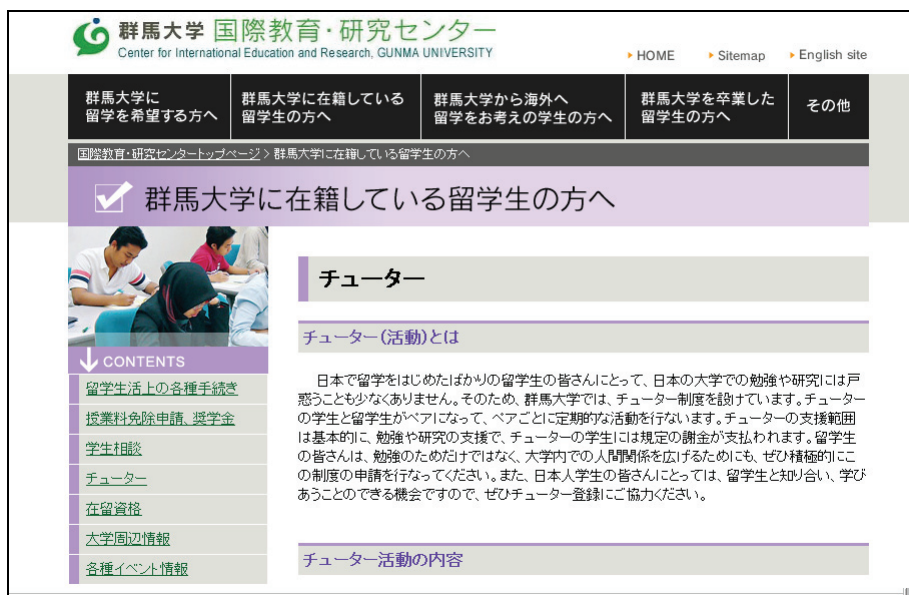 群馬大学 国際教育・研究センター
Center for International Education and Research, GUNMA UNIVERSITY
HOME
Sitemap
English site
群馬大学に
留学を希望する方へ
群馬大学に在籍している
留学生の方へ
群馬大学から海外へ
留学をお考えの学生の方へ
群馬大学を卒業した
留学生の方へ
その他
国際教育・研究センタートップページ > 群馬大学に在籍している留学生の方へ
群馬大学に在籍している留学生の方へ
CONTENTS
留学生活上の各種手続き
授業料免除申請、奨学金
学生相談
チューター
在留資格
大学周辺情報
各種イベント情報
チューター
チューター（活動）とは
日本で留学をはじめたばかりの留学生の皆さんにとって、日本の大学での勉強や研究には戸
惑うことも少なくありません。そのため、群馬大学では、チューター制度を設けています。チューター
の学生と留学生がペアになって、ペアごとに定期的な活動を行ないます。チューターの支援範囲
は基本的に、勉強や研究の支援で、チューターの学生には規定の謝金が支払われます。留学生
の皆さんは、勉強のためだけではなく、大学内での人間関係を広げるためにも、ぜひ積極的にこ
の制度の申請を行なってください。また、日本人学生の皆さんにとっては、留学生と知り合い、学び
あうことのできる機会ですので、ぜひチューター登録にご協力ください。
チューター活動の内容